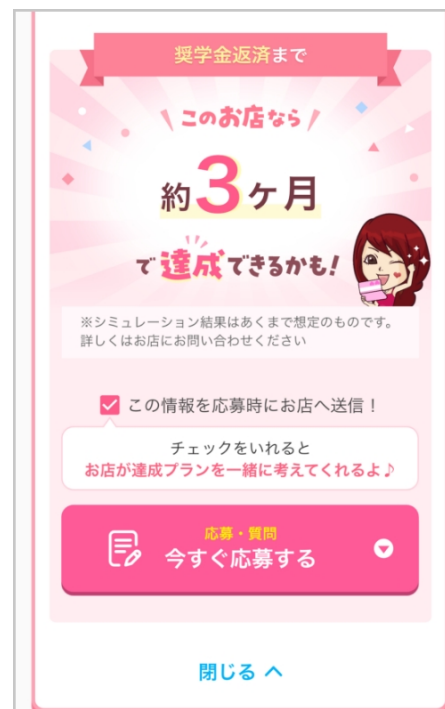 奨学金返済まで
このお店なら
約3ヶ月
で達成できるかも!
※シミュレーション結果はあくまで想定のものです。
詳しくはお店にお問い合わせください
この情報を応募時にお店へ送信！
チェックをいれると
お店が達成プランを一緒に考えてくれるよ♪
応募・質問
今すぐ応募する
閉じる